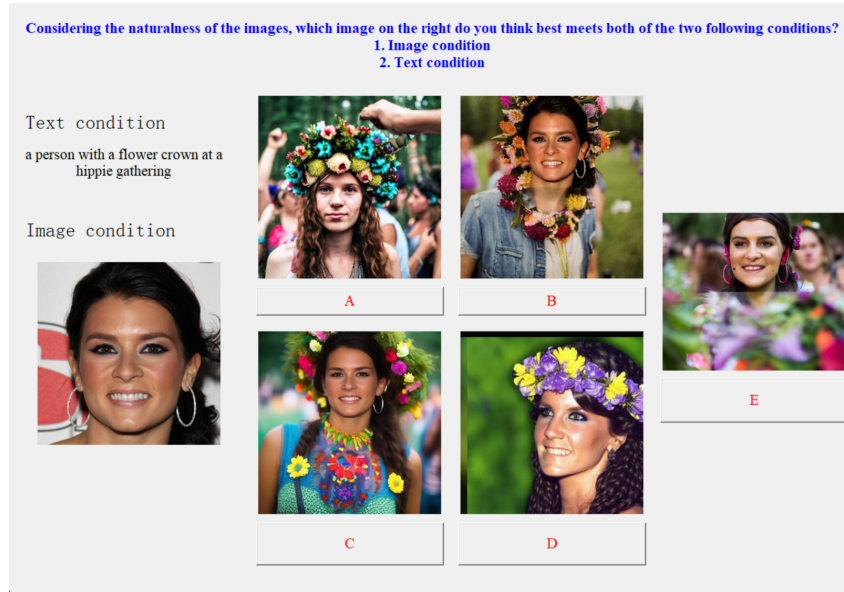 Considering the naturalness of the images, which image on the right do you think best meets both of the two following conditions?
1. Image condition
2. Text condition
Text condition
a person with a flower crown at a
hippie gathering
Image condition
A
B
C
D
E